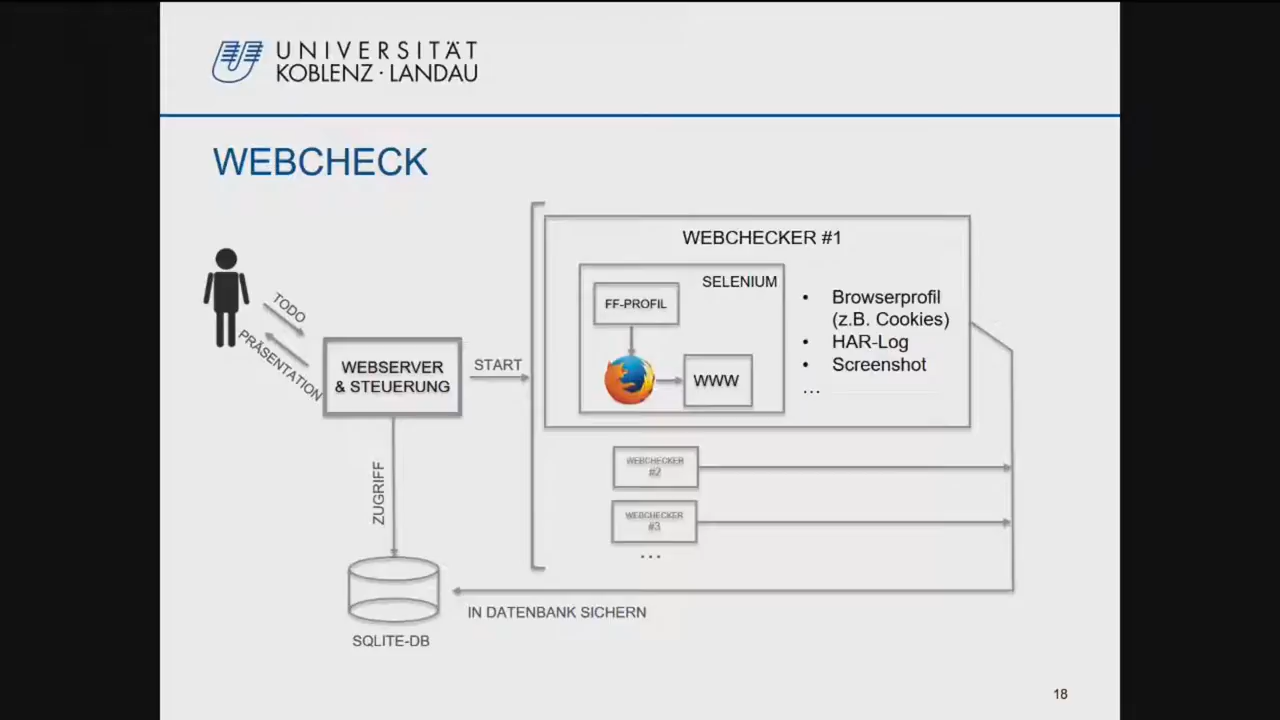 UNIVERSITÄT
KOBLENZ · LANDAU
WEBCHECK
TODO
PRÄSENTATION
WEBSERVER
& STEUERUNG
START
ZUGRIFF
SQLITE-DB
WEBCHECKER #1
SELENIUM
FF-PROFIL
WWW
• Browserprofil
(z.B. Cookies)
• HAR-Log
• Screenshot
...
WEBCHECKER
#2
WEBCHECKER
#3
...
IN DATENBANK SICHERN
18